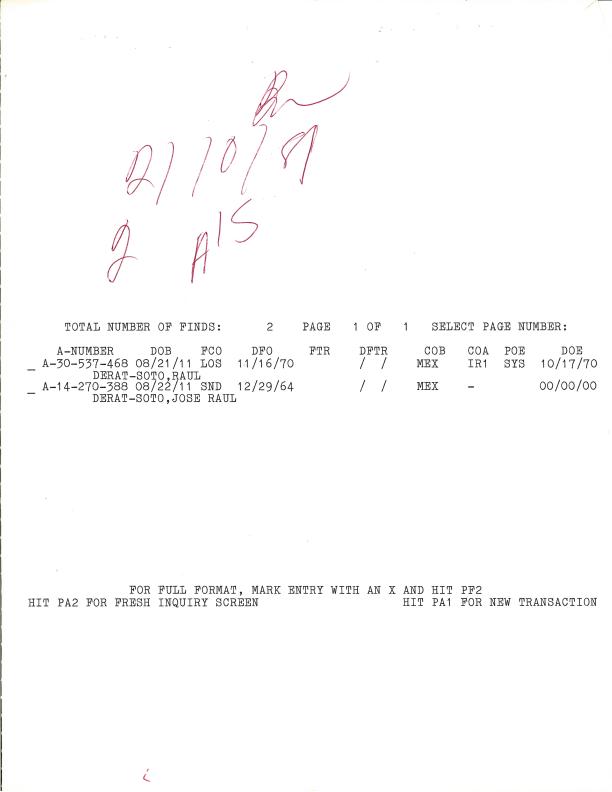 2/10/87
2 A'S
TOTAL NUMBER OF FINDS: 2 PAGE 1 OF 1 SELECT PAGE NUMBER:
A-NUMBER DOB FCO DFO FTR DFTR COB COA POE DOE
_ A-30-537-468 08/21/11 LOS 11/16/70 / / MEX IR1 SYS 10/17/70
DERAT-SOTO,RAUL
_ A-14-270-388 08/22/11 SND 12/29/64 / / MEX - 00/00/00
DERAT-SOTO,JOSE RAUL
FOR FULL FORMAT, MARK ENTRY WITH AN X AND HIT PF2
HIT PA2 FOR FRESH INQUIRY SCREEN HIT PA1 FOR NEW TRANSACTION